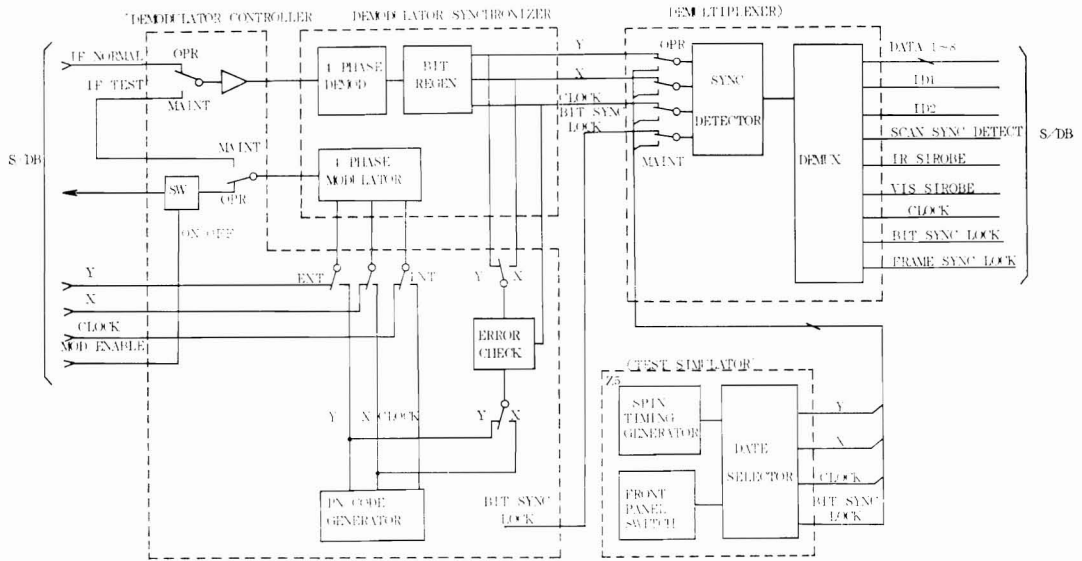 (DEMODULATOR CONTROLLER)
(DEMODULATOR SYNCHRONIZER)
(DEMULTIPLEXER)
IF NORMAL
OPR
IF TEST
MAINT
4 PHASE
DEMOD
BIT
REGEN
Y
X
CLOCK
BIT SYNC
LOCK
OPR
MAINT
SYNC
DETECTOR
DEMUX
DATA 1~8
ID1
ID2
SCAN SYNC DETECT
IR STROBE
VIS STROBE
CLOCK
BIT SYNC LOCK
FRAME SYNC LOCK
S/DB
S/DB
MAINT
SW
OPR
4 PHASE
MODULATOR
ON OFF
Y
X
CLOCK
MOD ENABLE
EXT
INT
Y X
ERROR
CHECK
Y X CLOCK
Y X
PN CODE
GENERATOR
BIT SYNC
LOCK
(TEST SIMULATOR)
Z5
SPIN
TIMING
GENERATOR
FRONT
PANEL
SWITCH
DATE
SELECTOR
Y
X
CLOCK
BIT SYNC
LOCK